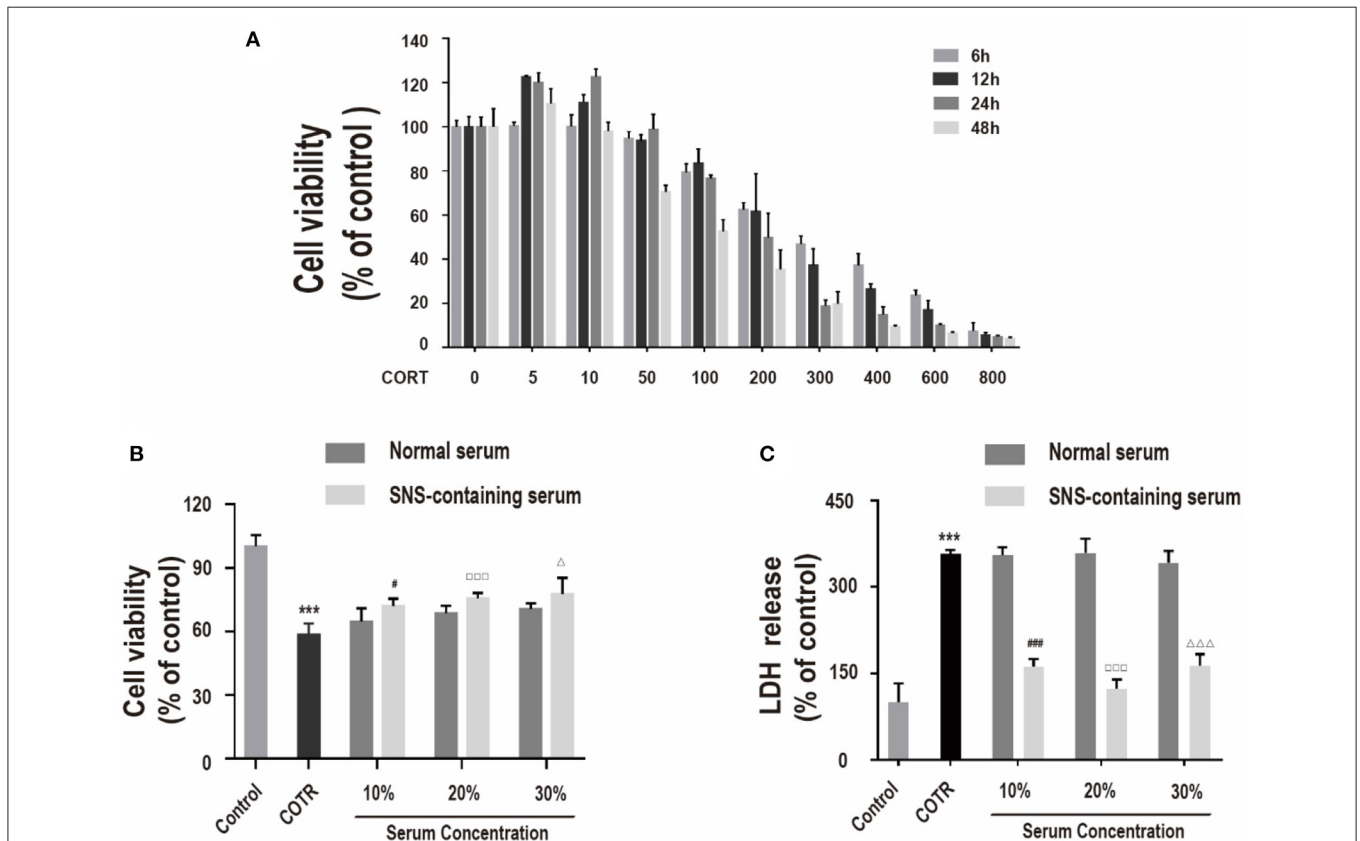 A
Cell viability
(% of control )
140
120
100
80
60
40
20
0
6h
12h
24h
48h
CORT 0 5 10 50 100 200 300 400 600 800
B
Normal serum
SNS-containing serum
Cell viability
(% of control)
120
90
60
30
0
***
#
□□□
△
Control COTR 10% 20% 30%
Serum Concentration
C
Normal serum
SNS-containing serum
LDH release
(% of control)
450
300
150
0
***
###
□□□
△△△
Control COTR 10% 20% 30%
Serum Concentration